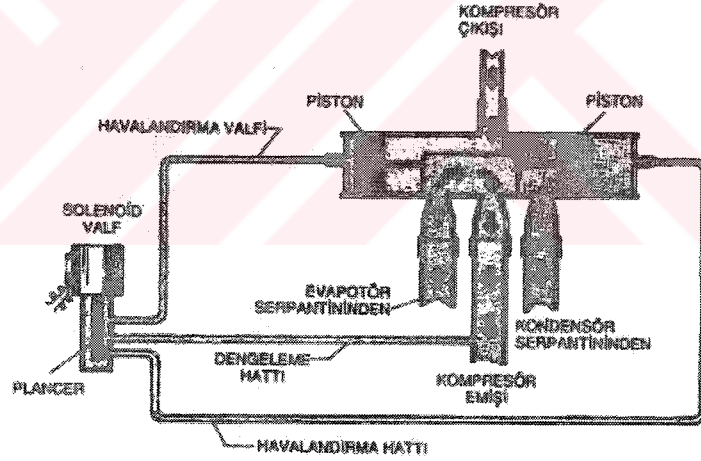 KOMPRESÖR
ÇIKIŞI
PİSTON
PİSTON
HAVALANDIRMA VALFİ
SOLENOİD
VALF
EVAPOTÖR
SERPANTİNİNDEN
KONDENSÖR
SERPANTİNİNDEN
DENGELEME
HATTI
PLANCER
KOMPRESÖR
EMİŞİ
HAVALANDIRMA HATTI